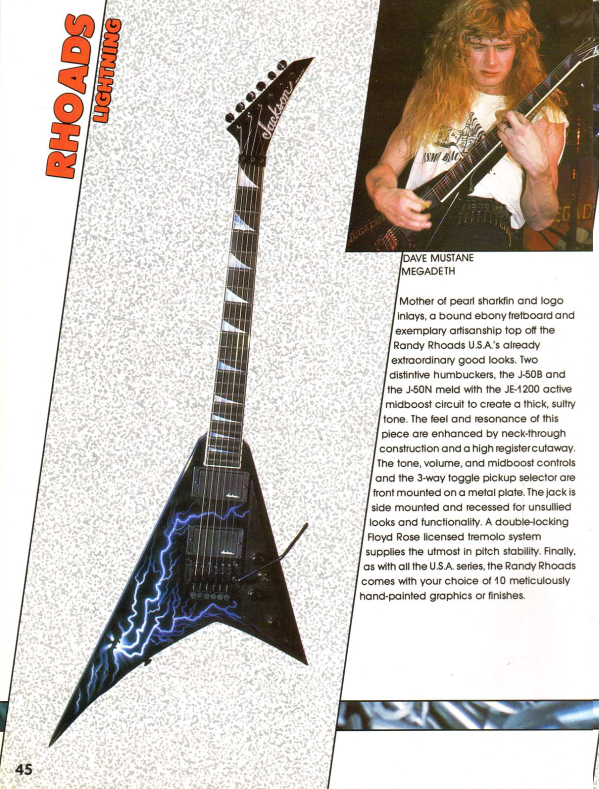 RHOADS
LIGHTNING
Jackson
DAVE MUSTANE
MEGADETH
Mother of pearl sharkfin and logo
inlays, a bound ebony fretboard and
exemplary artisanship top off the
Randy Rhoads U.S.A.'s already
extraordinary good looks. Two
distintive humbuckers, the J-50B and
the J-50N meld with the JE-1200 active
midboost circuit to create a thick, sultry
tone. The feel and resonance of this
piece are enhanced by neck-through
construction and a high register cutaway.
The tone, volume, and midboost controls
and the 3-way toggle pickup selector are
front mounted on a metal plate. The jack is
side mounted and recessed for unsullied
looks and functionality. A double-locking
Floyd Rose licensed tremolo system
supplies the utmost in pitch stability. Finally,
as with all the U.S.A. series, the Randy Rhoads
comes with your choice of 10 meticulously
hand-painted graphics or finishes.
45